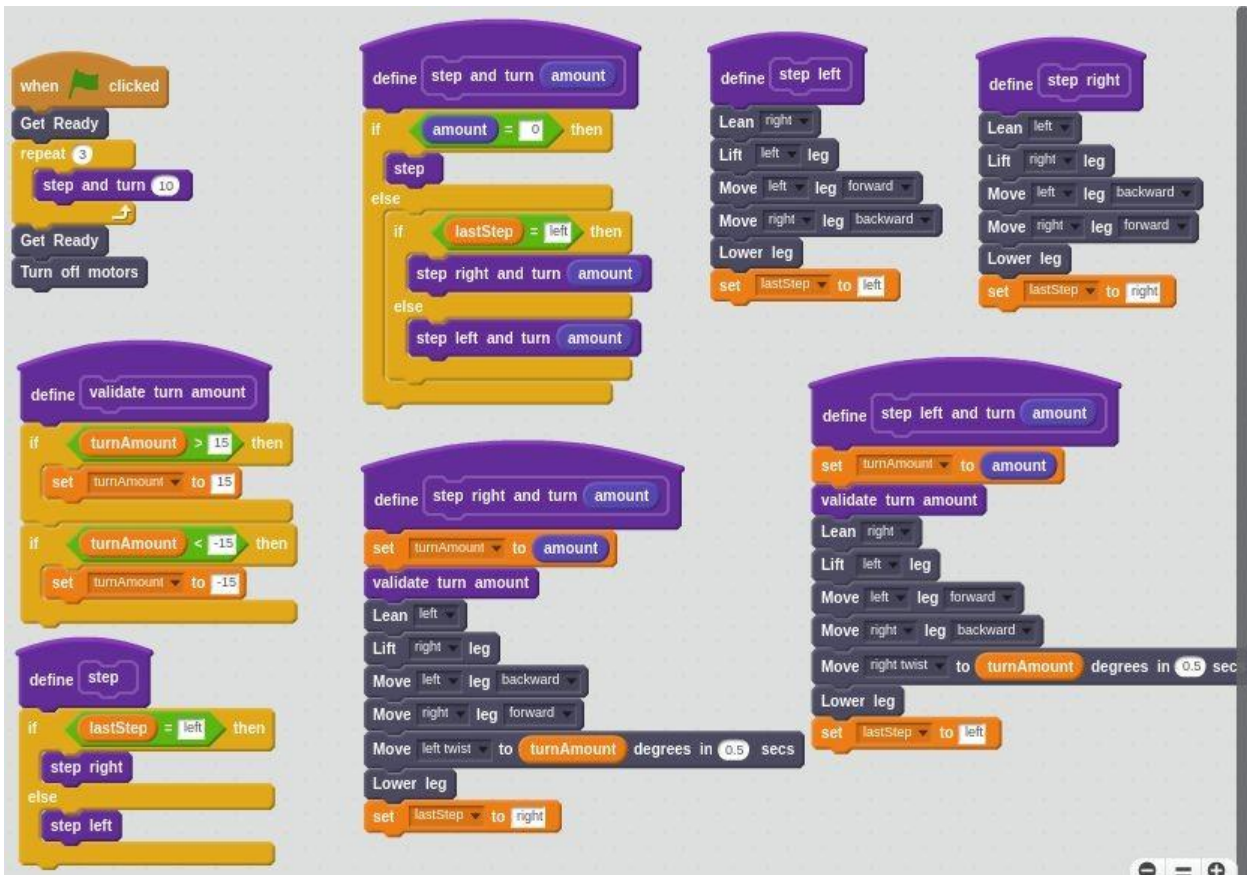 when clicked
Get Ready
repeat 3
step and turn 10
Get Ready
Turn off motors
define step and turn amount
if amount = 0 then
step
else
if lastStep = left then
step right and turn amount
else
step left and turn amount
define step left
Lean right
Lift left leg
Move left leg forward
Move right leg backward
Lower leg
set lastStep to left
define step right
Lean left
Lift right leg
Move left leg backward
Move right leg forward
Lower leg
set lastStep to right
define validate turn amount
if turnAmount > 15 then
set turnAmount to 15
if turnAmount < -15 then
set turnAmount to -15
define step
if lastStep = left then
step right
else
step left
define step right and turn amount
set turnAmount to amount
validate turn amount
Lean left
Lift right leg
Move left leg backward
Move right leg forward
Move left twist to turnAmount degrees in 0.5 secs
Lower leg
set lastStep to right
define step left and turn amount
set turnAmount to amount
validate turn amount
Lean right
Lift left leg
Move left leg forward
Move right leg backward
Move right twist to turnAmount degrees in 0.5 sec
Lower leg
set lastStep to left